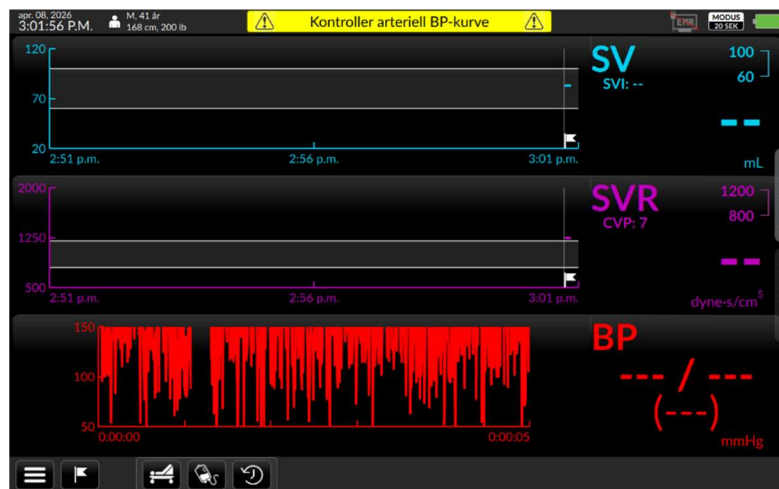 apr. 08, 2026
3:01:56 P.M.
M, 41 år
168 cm, 200 lb
Kontroller arteriell BP-kurve
EMR
MODUS
20 SEK
120
70
20
2:51 p.m.
2:56 p.m.
3:01 p.m.
SV
SVI: --
100
60
--
mL
2000
1250
500
2:51 p.m.
2:56 p.m.
3:01 p.m.
SVR
CVP: 7
1200
800
--
dyne·s/cm⁵
150
100
50
0:00:00
0:00:05
BP
--- / ---
(---)
mmHg